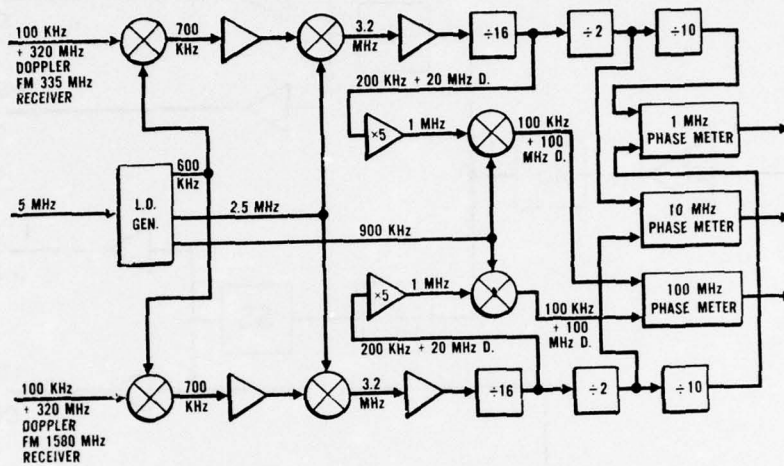 100 KHz
+ 320 MHz
DOPPLER
FM 335 MHz
RECEIVER
700
KHz
3.2
MHz
÷16
÷2
÷10
200 KHz + 20 MHz D.
×5
1 MHz
100 KHz
+ 100
MHz D.
1 MHz
PHASE METER
600
KHz
5 MHz
L.O.
GEN.
2.5 MHz
900 KHz
10 MHz
PHASE METER
×5
1 MHz
100 KHz
+ 100
MHz D.
100 MHz
PHASE METER
200 KHz + 20 MHz D.
100 KHz
+ 320 MHz
DOPPLER
FM 1580 MHz
RECEIVER
700
KHz
3.2
MHz
÷16
÷2
÷10